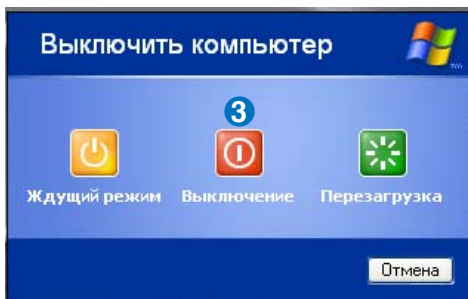 Выключить компьютер
3
Ждущий режим Выключение Перезагрузка
Отмена